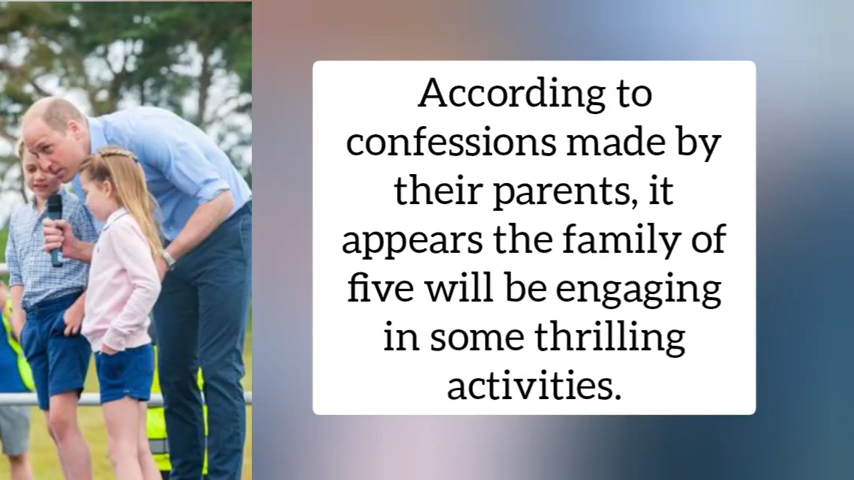 According to
confessions made by
their parents, it
appears the family of
five will be engaging
in some thrilling
activities.